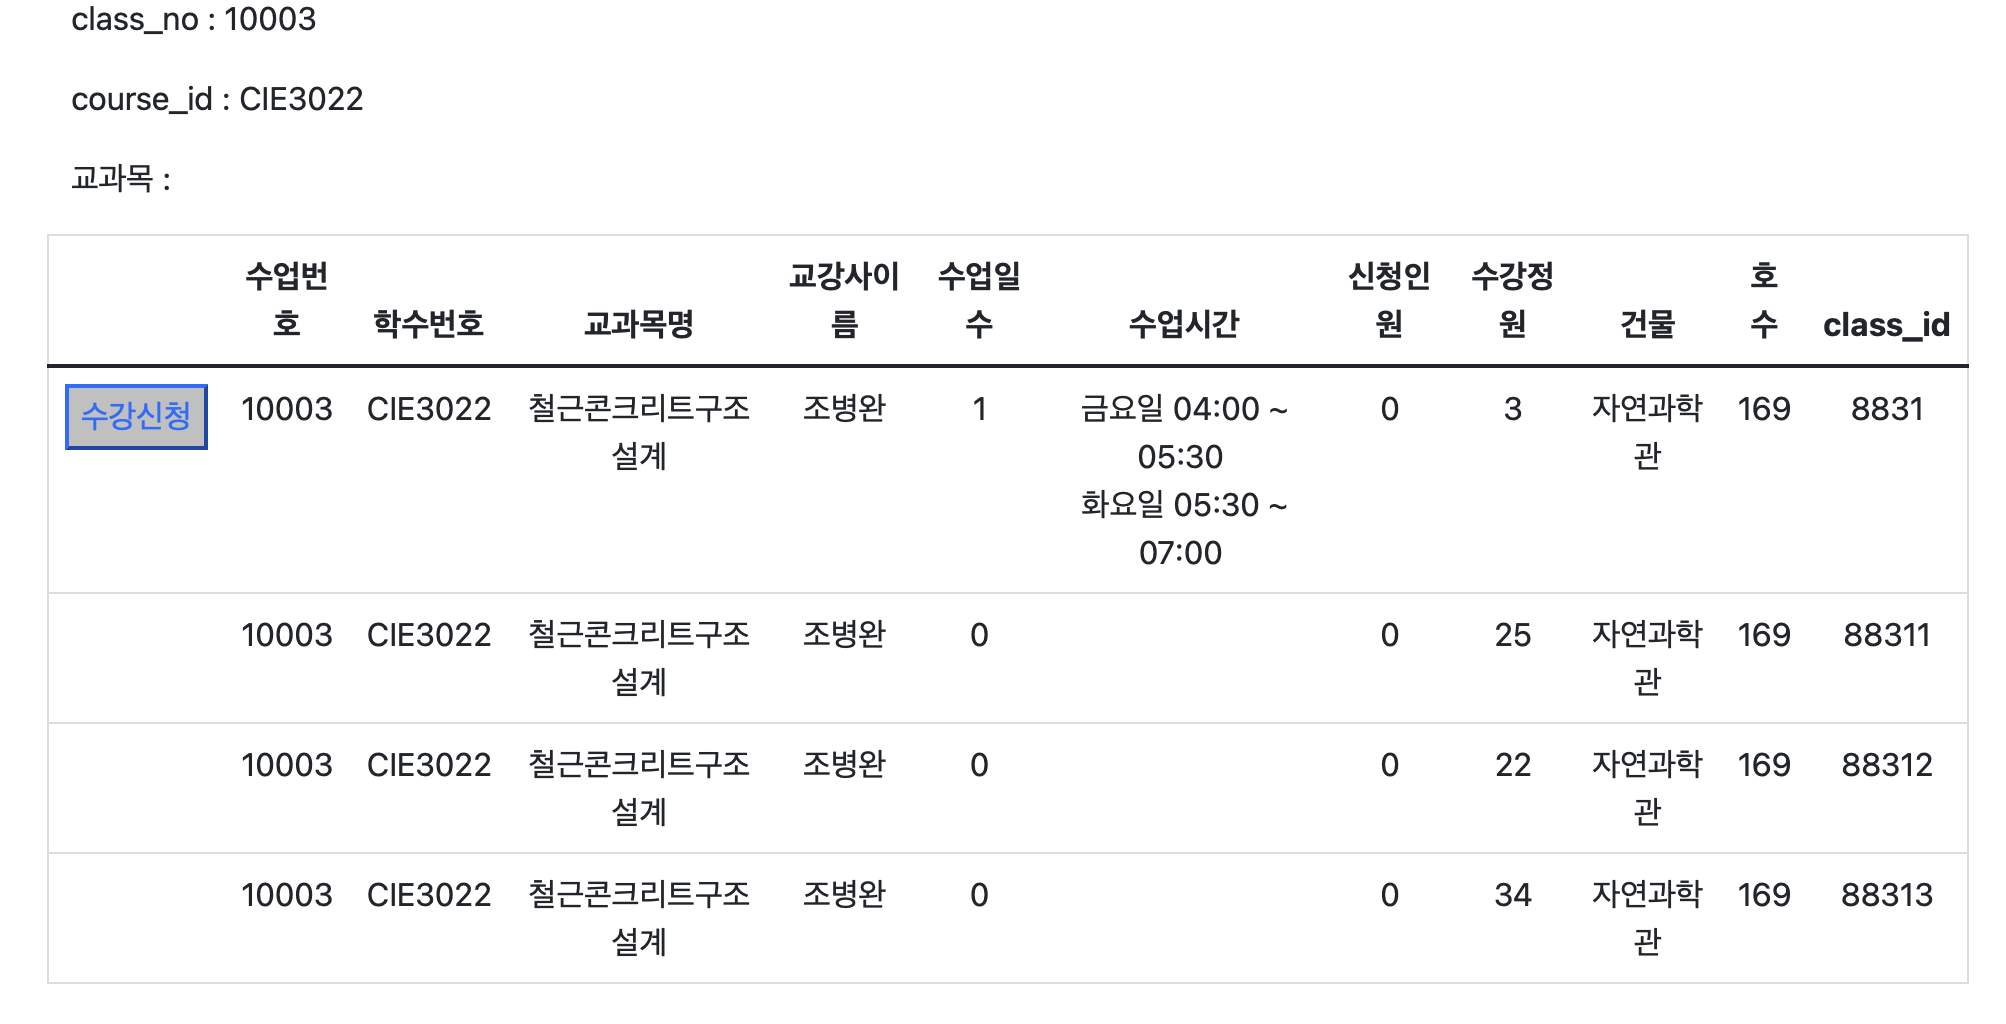 class_no : 10003
course_id : CIE3022
교과목 :
수업번호 학수번호 교과목명 교강사이름 수업일수 수업시간 신청인원 수강정원 건물 호수 class_id
수강신청 10003 CIE3022 철근콘크리트구조설계 조병완 1 금요일 04:00 ~ 05:30 화요일 05:30 ~ 07:00 0 3 자연과학관 169 8831
10003 CIE3022 철근콘크리트구조설계 조병완 0 0 25 자연과학관 169 88311
10003 CIE3022 철근콘크리트구조설계 조병완 0 0 22 자연과학관 169 88312
10003 CIE3022 철근콘크리트구조설계 조병완 0 0 34 자연과학관 169 88313